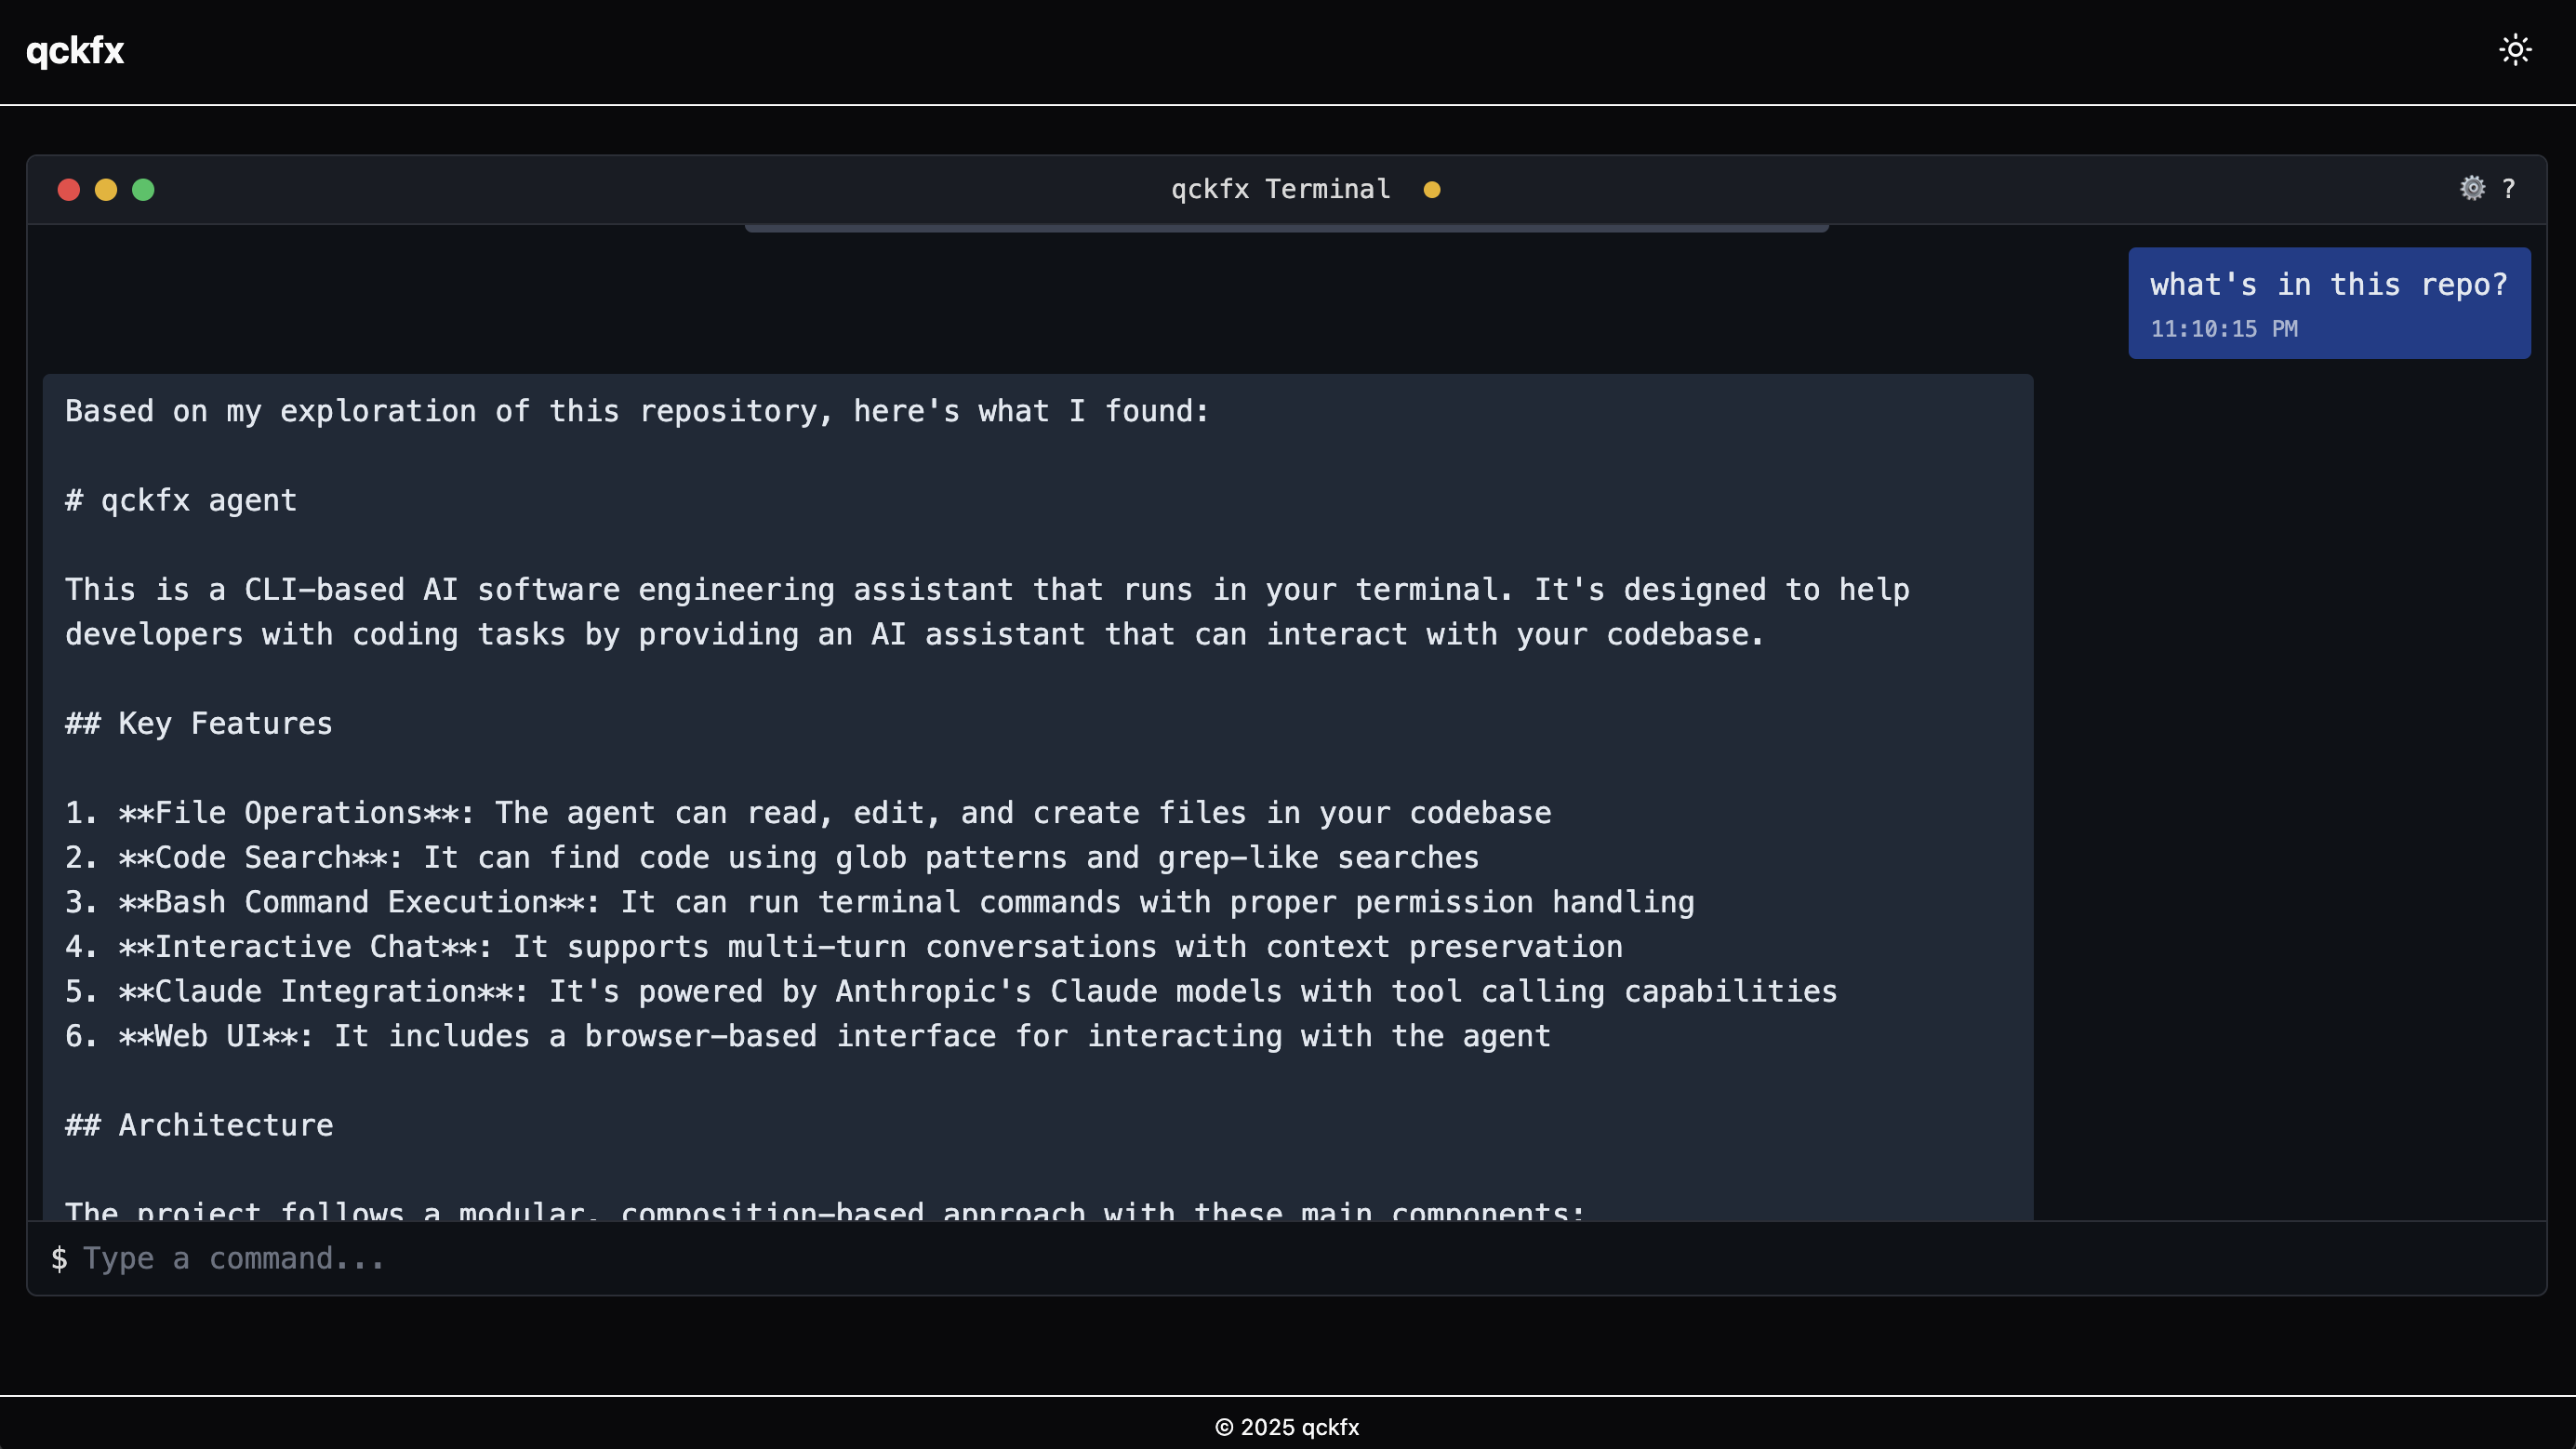 qckfx
qckfx Terminal
?
what's in this repo?
11:10:15 PM
Based on my exploration of this repository, here's what I found:
# qckfx agent
This is a CLI-based AI software engineering assistant that runs in your terminal. It's designed to help
developers with coding tasks by providing an AI assistant that can interact with your codebase.
## Key Features
1. **File Operations**: The agent can read, edit, and create files in your codebase
2. **Code Search**: It can find code using glob patterns and grep-like searches
3. **Bash Command Execution**: It can run terminal commands with proper permission handling
4. **Interactive Chat**: It supports multi-turn conversations with context preservation
5. **Claude Integration**: It's powered by Anthropic's Claude models with tool calling capabilities
6. **Web UI**: It includes a browser-based interface for interacting with the agent
## Architecture
The project follows a modular, composition-based approach with these main components:
$ Type a command...
© 2025 qckfx